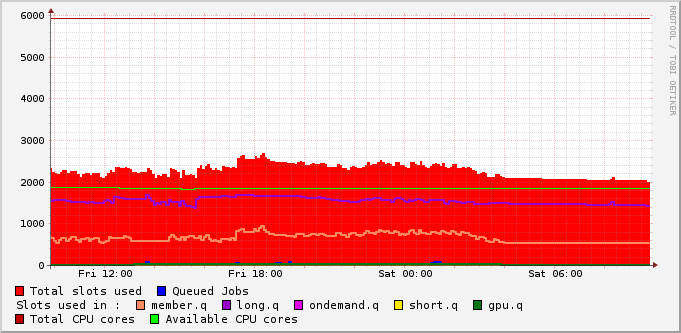 6000
5000
4000
3000
2000
1000
0
Fri 12:00 Fri 18:00 Sat 00:00 Sat 06:00
RRDTOOL / TOBI OETIKER
Total slots used Queued Jobs
Slots used in : member.q long.q ondemand.q short.q gpu.q
Total CPU cores Available CPU cores